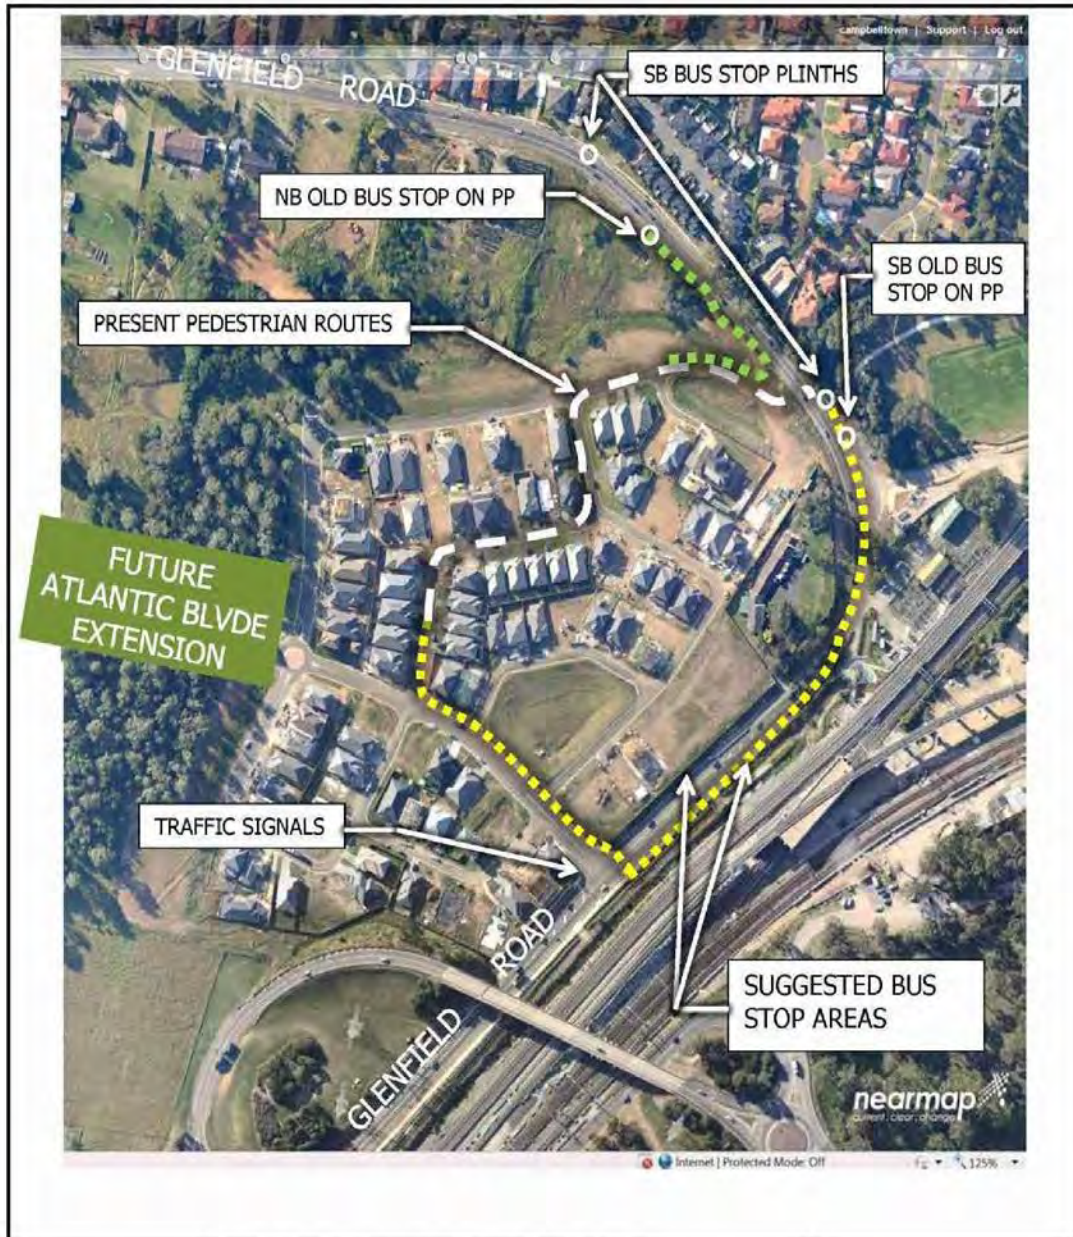 campbelltown | Support | Log out
GLENFIELD ROAD
SB BUS STOP PLINTHS
NB OLD BUS STOP ON PP
SB OLD BUS
STOP ON PP
PRESENT PEDESTRIAN ROUTES
FUTURE
ATLANTIC BLVDE
EXTENSION
TRAFFIC SIGNALS
GLENFIELD ROAD
SUGGESTED BUS
STOP AREAS
nearmap
current. clear. change
Internet | Protected Mode: Off
125%